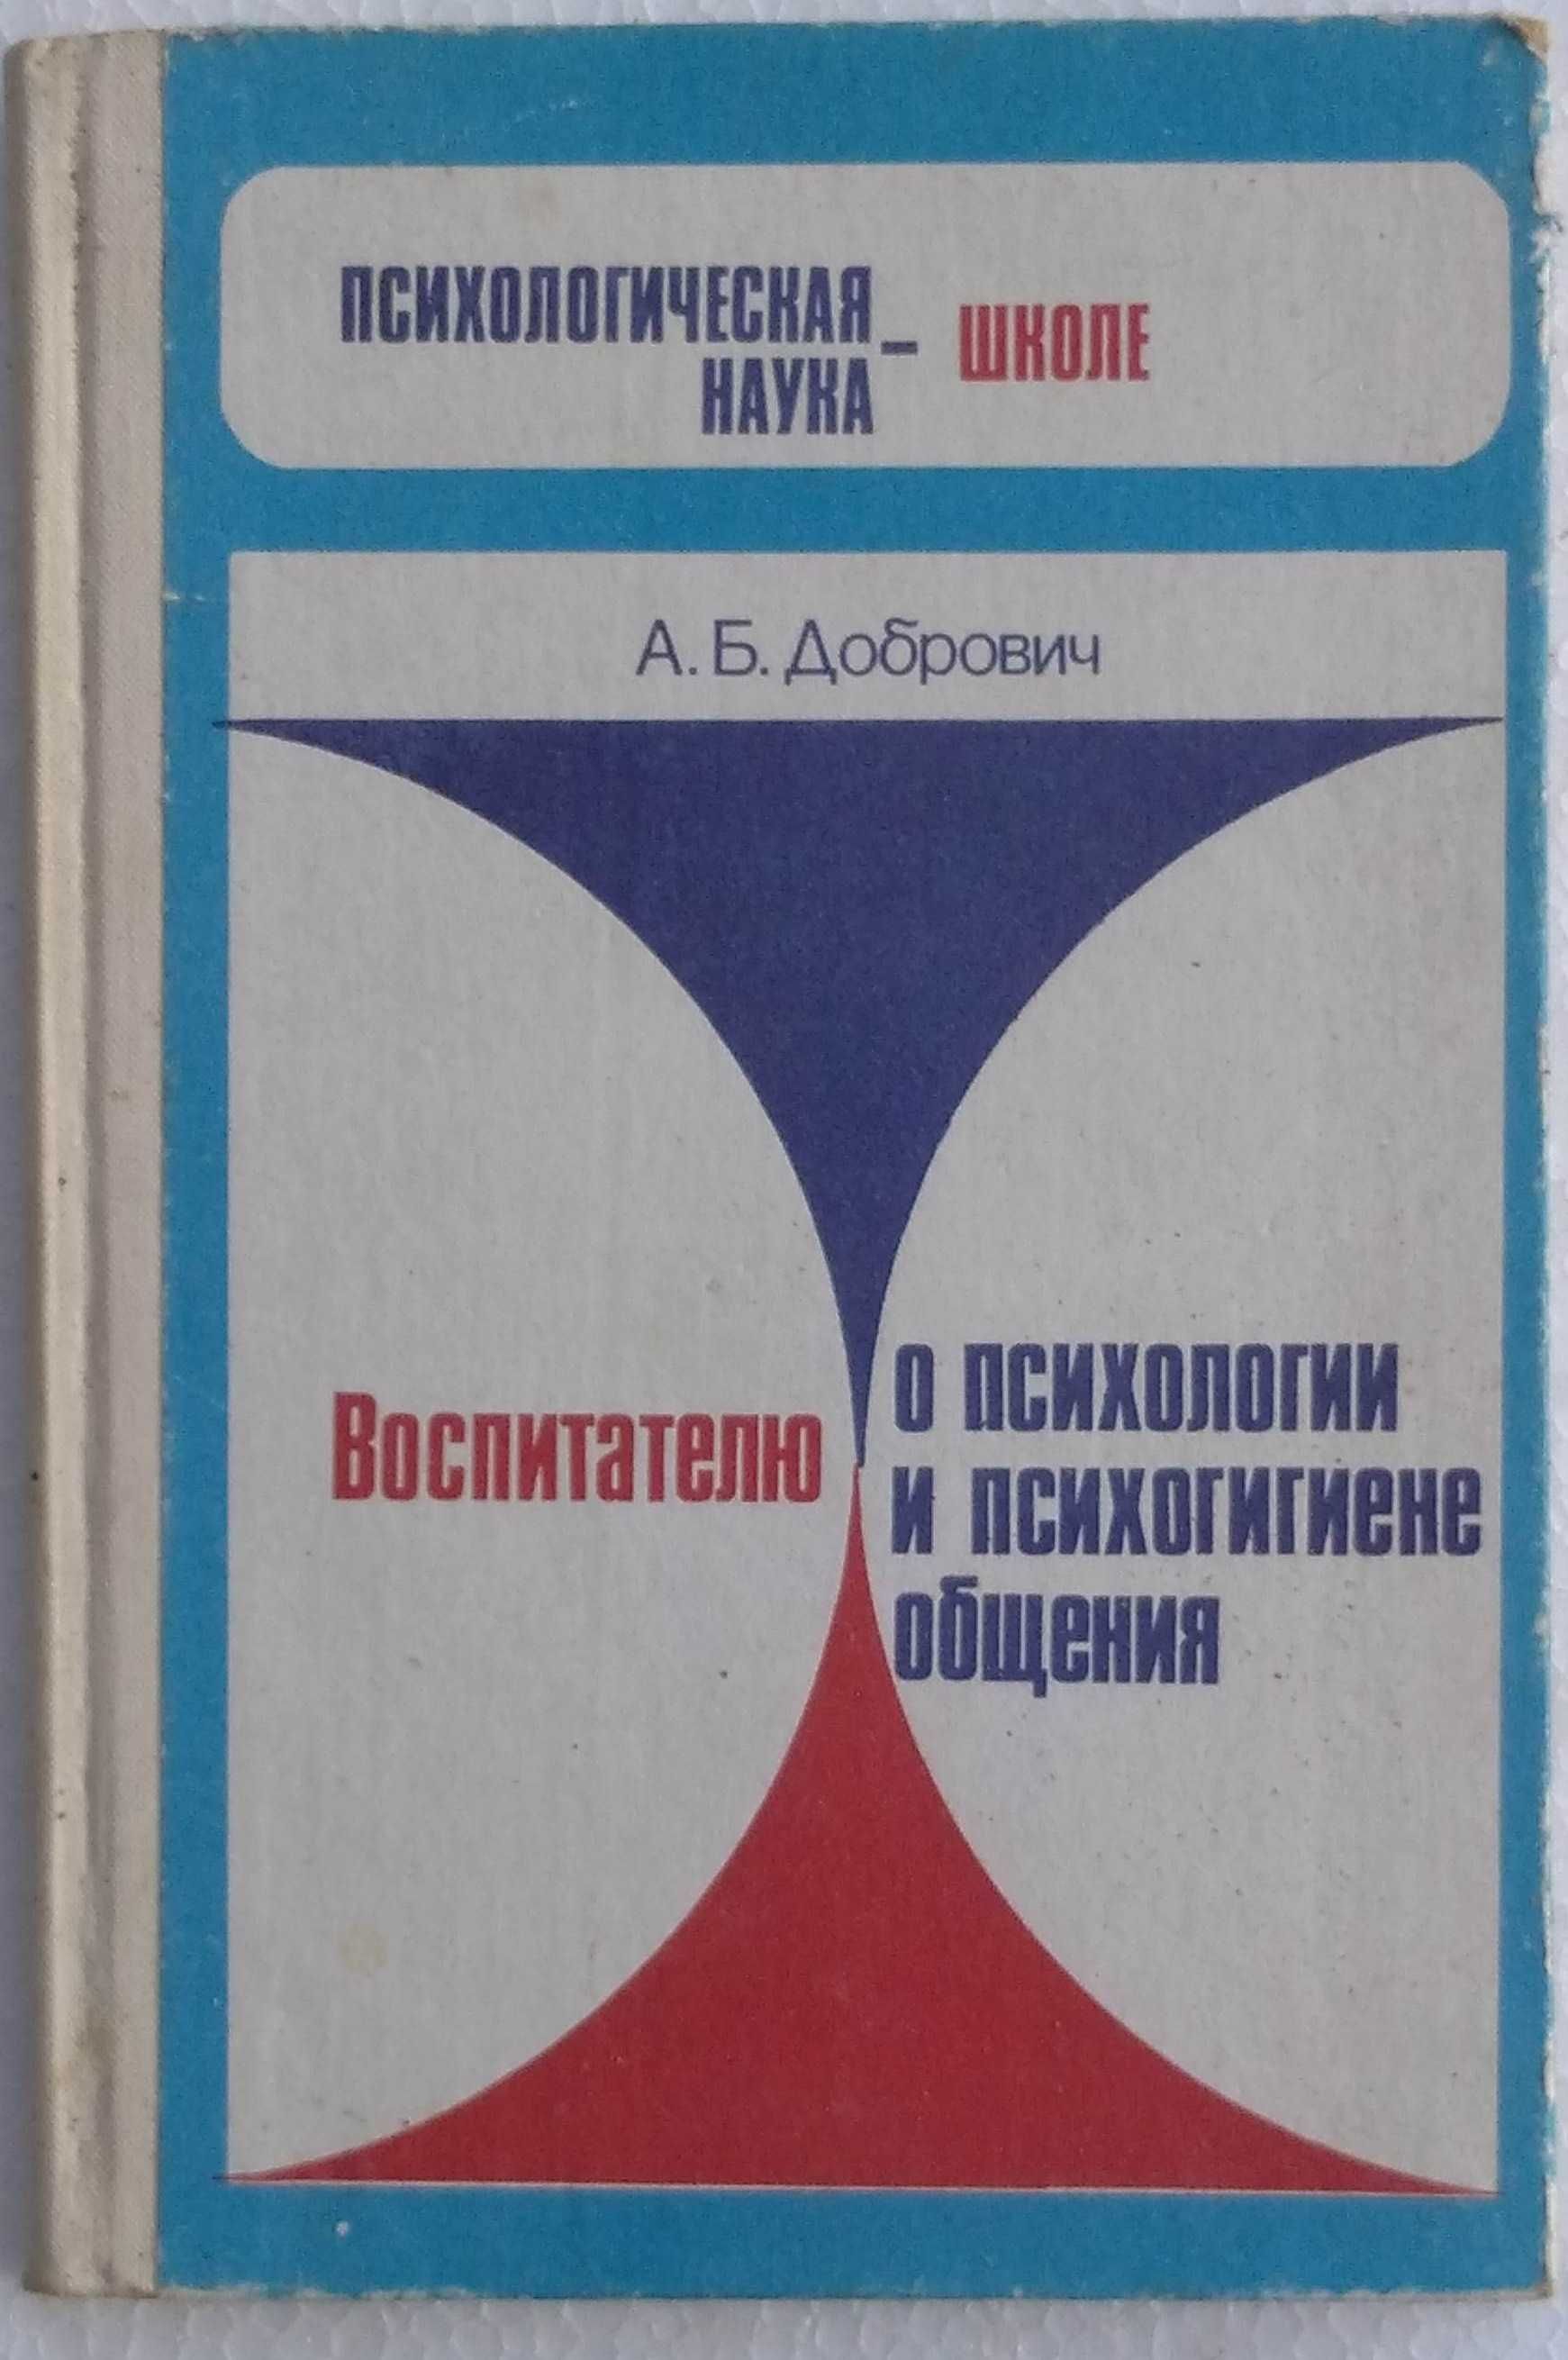 ПСИХОЛОГИЧЕСКАЯ
НАУКА – ШКОЛЕ
А. Б. Добрович
Воспитателю
о психологии
и психогигиене
общения